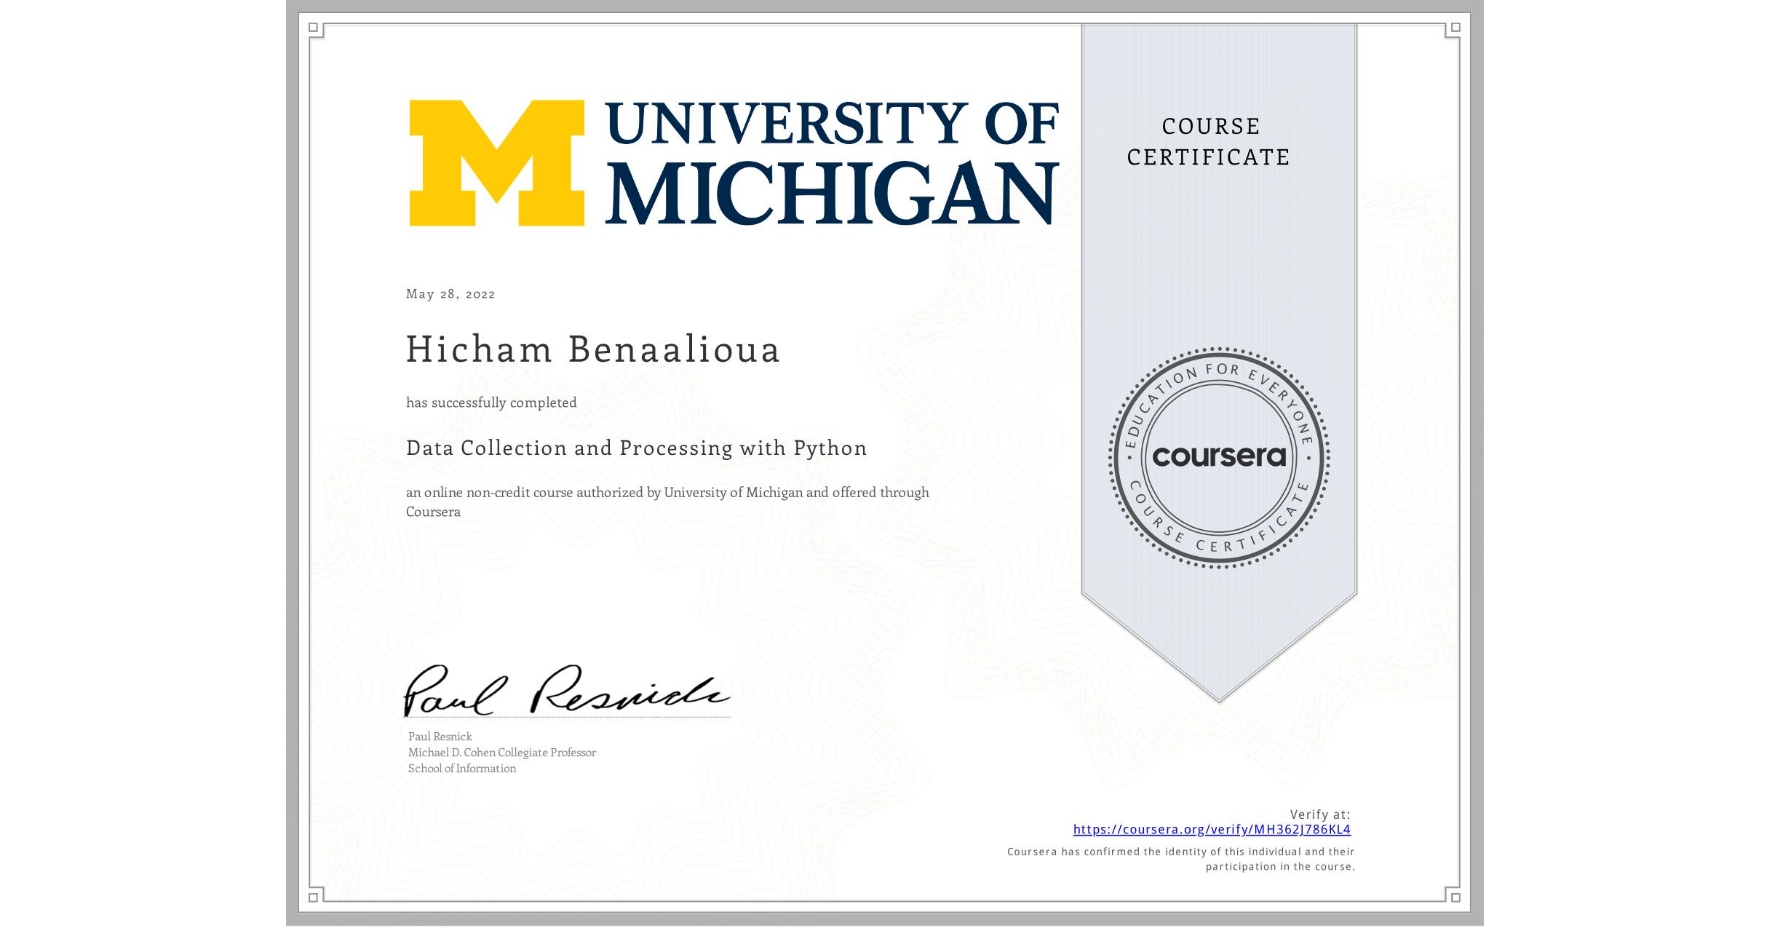 UNIVERSITY OF
MICHIGAN
COURSE
CERTIFICATE
May 28, 2022
Hicham Benaalioua
has successfully completed
Data Collection and Processing with Python
an online non-credit course authorized by University of Michigan and offered through
Coursera
EDUCATION FOR EVERYONE
coursera
COURSE CERTIFICATE
Paul Resnick
Paul Resnick
Michael D. Cohen Collegiate Professor
School of Information
Verify at:
https://coursera.org/verify/MH362J786KL4
Coursera has confirmed the identity of this individual and their
participation in the course.